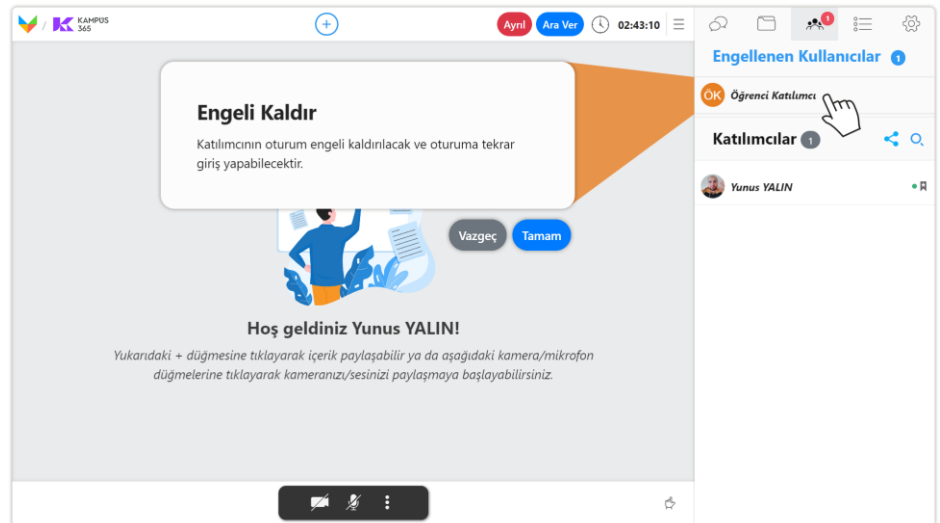 KAMPUS
365
Ayrıl
Ara Ver
02:43:10
1
Engellenen Kullanıcılar 1
ÖK Öğrenci Katılımcı
Katılımcılar 1
Yunus YALIN
Engeli Kaldır
Katılımcının oturum engeli kaldırılacak ve oturuma tekrar
giriş yapabilecektir.
Vazgeç
Tamam
Hoş geldiniz Yunus YALIN!
Yukarıdaki + düğmesine tıklayarak içerik paylaşabilir ya da aşağıdaki kamera/mikrofon
düğmelerine tıklayarak kameranızı/sesinizi paylaşmaya başlayabilirsiniz.